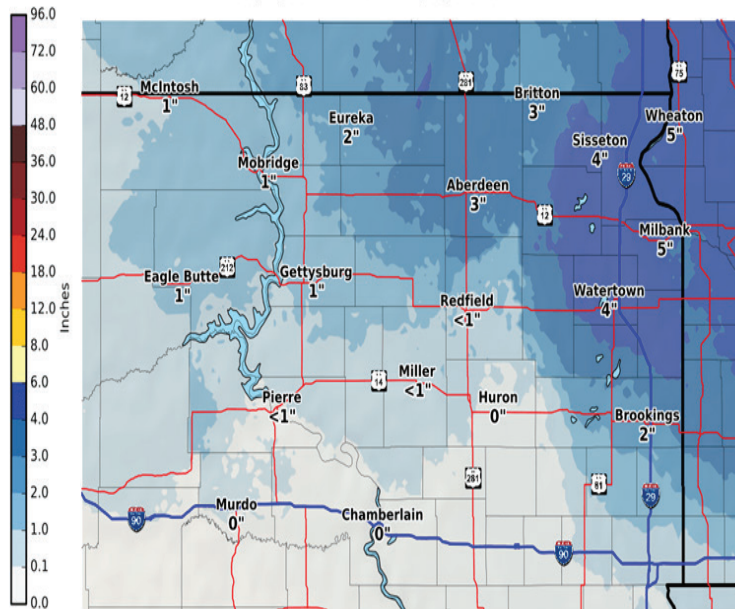 96.0
72.0
60.0
48.0
36.0
30.0
24.0
18.0
12.0
8.0
6.0
4.0
3.0
2.0
1.0
0.1
0.0
Inches
75
12
McIntosh
1"
83
281
Britton
3"
Wheaton
5"
Eureka
2"
Sisseton
4"
29
Mobridge
1"
Aberdeen
3"
12
Milbank
5"
212
Eagle Butte
1"
Gettysburg
1"
Watertown
4"
Redfield
<1"
14
Miller
<1"
Pierre
<1"
Huron
0"
Brookings
2"
281
81
29
Murdo
0"
90
Chamberlain
0"
90